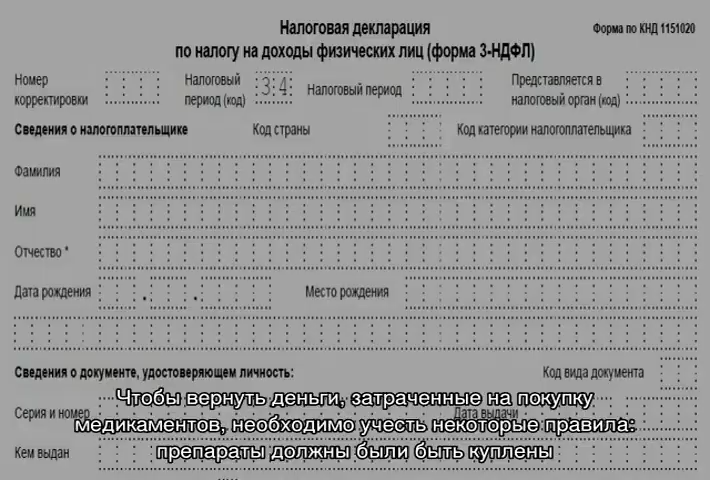 Налоговая декларация
по налогу на доходы физических лиц (форма 3-НДФЛ)
Форма по КНД 1151020
Номер корректировки
Налоговый период (код) 34
Налоговый период
Представляется в налоговый орган (код)
Сведения о налогоплательщике
Код страны
Код категории налогоплательщика
Фамилия
Имя
Отчество *
Дата рождения
Место рождения
Сведения о документе, удостоверяющем личность:
Код вида документа
Серия и номер
Дата выдачи
Кем выдан
Чтобы вернуть деньги, затраченные на покупку
медикаментов, необходимо учесть некоторые правила:
препараты должны были быть куплены